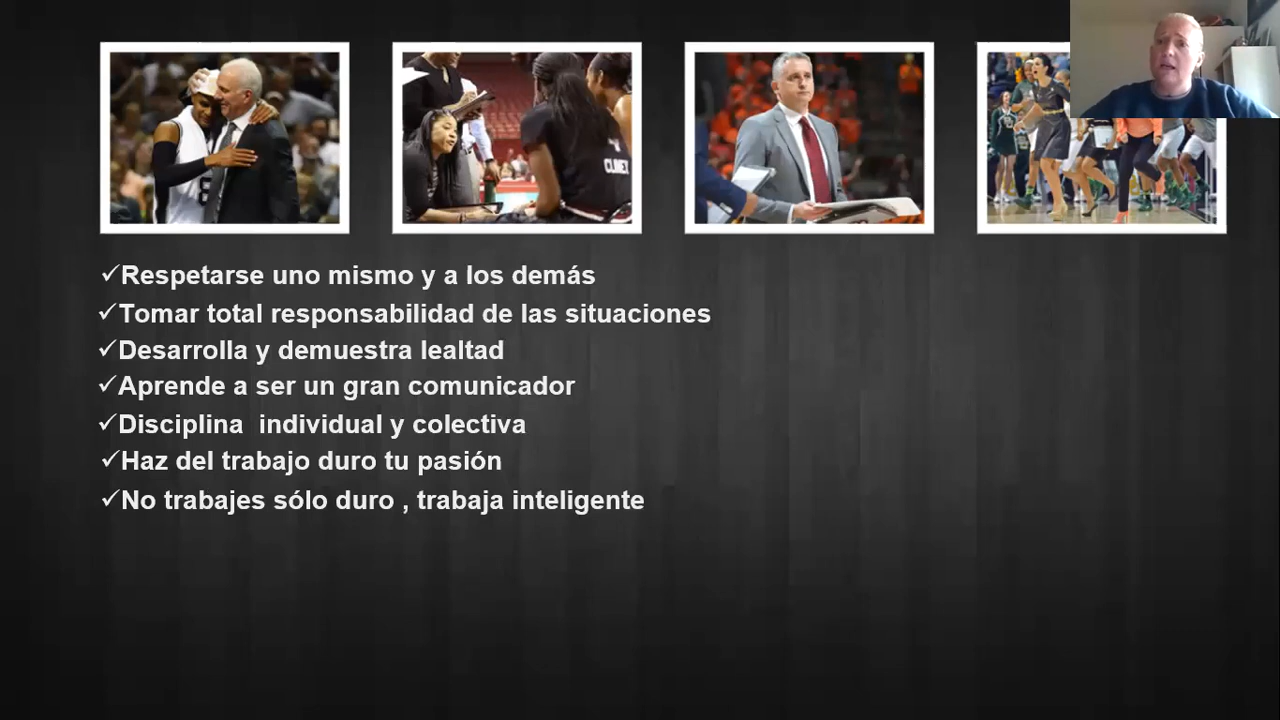 ✓Respetarse uno mismo y a los demás
✓Tomar total responsabilidad de las situaciones
✓Desarrolla y demuestra lealtad
✓Aprende a ser un gran comunicador
✓Disciplina  individual y colectiva
✓Haz del trabajo duro tu pasión
✓No trabajes sólo duro , trabaja inteligente